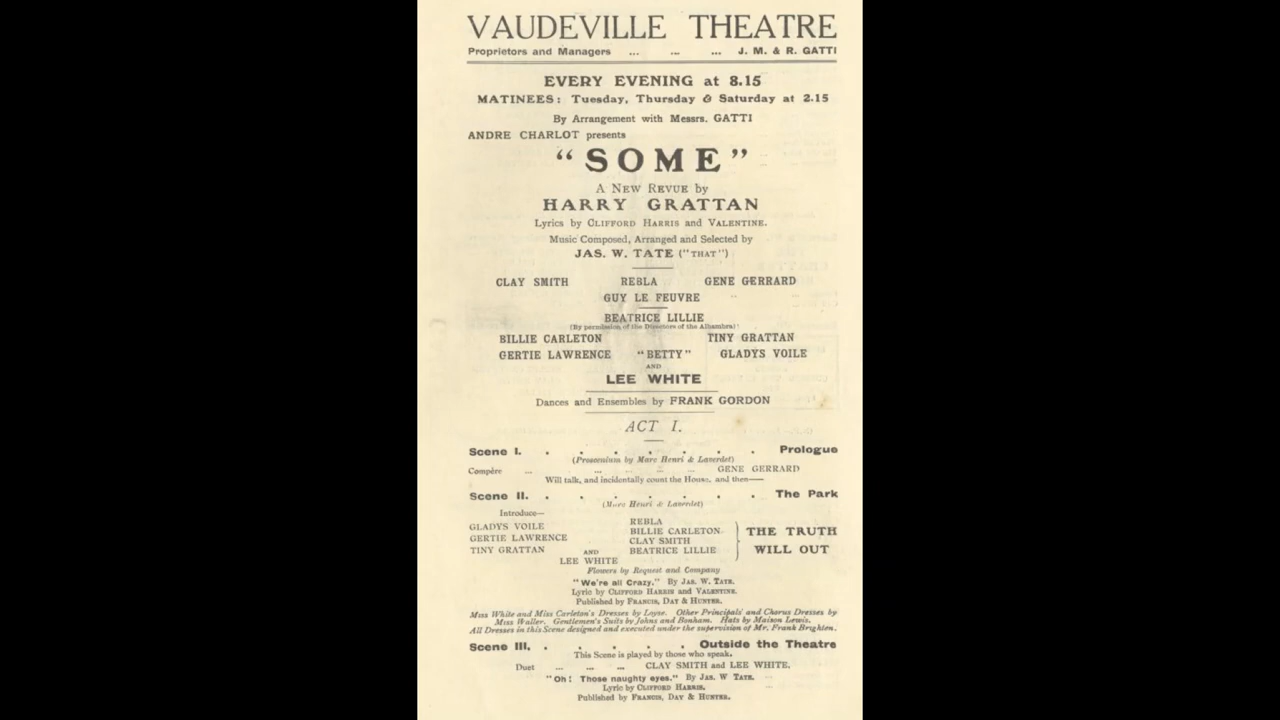 VAUDEVILLE THEATRE
Proprietors and Managers ... ... ... J. M. & R. GATTI
EVERY EVENING at 8.15
MATINEES: Tuesday, Thursday & Saturday at 2.15
By Arrangement with Messrs. GATTI
ANDRE CHARLOT presents
"SOME"
A NEW REVUE by
HARRY GRATTAN
Lyrics by CLIFFORD HARRIS and VALENTINE.
Music Composed, Arranged and Selected by
JAS. W. TATE ("THAT")
CLAY SMITH REBLA GENE GERRARD
GUY LE FEUVRE
BEATRICE LILLIE
(By permission of the Directors of the Alhambra)
BILLIE CARLETON TINY GRATTAN
GERTIE LAWRENCE "BETTY" GLADYS VOILE
AND
LEE WHITE
Dances and Ensembles by FRANK GORDON
ACT I.
Scene I. . . . . . . . Prologue
(Proscenium by Marc Henri & Laverdet)
Compère ... ... ... ... GENE GERRARD
Will talk, and incidentally count the House, and then——
Scene II. . . . . . . . The Park
(Marc Henri & Laverdet)
Introduce—
GLADYS VOILE REBLA
GERTIE LAWRENCE BILLIE CARLETON THE TRUTH
TINY GRATTAN CLAY SMITH WILL OUT
AND BEATRICE LILLIE
LEE WHITE
Flowers by Request and Company
"We're all Crazy." By JAS. W. TATE.
Lyric by CLIFFORD HARRIS and VALENTINE.
Published by FRANCIS, DAY & HUNTER.
Miss White and Miss Carleton's Dresses by Loyse. Other Principals' and Chorus Dresses by
Miss Waller. Gentlemen's Suits by Johns and Bonham. Hats by Maison Lewis.
All Dresses in this Scene designed and executed under the supervision of Mr. Frank Brighten.
Scene III. . . . . . Outside the Theatre
This Scene is played by those who speak.
Duet ... ... ... CLAY SMITH and LEE WHITE.
"Oh! Those naughty eyes." By JAS. W TATE.
Lyric by CLIFFORD HARRIS.
Published by FRANCIS, DAY & HUNTER.